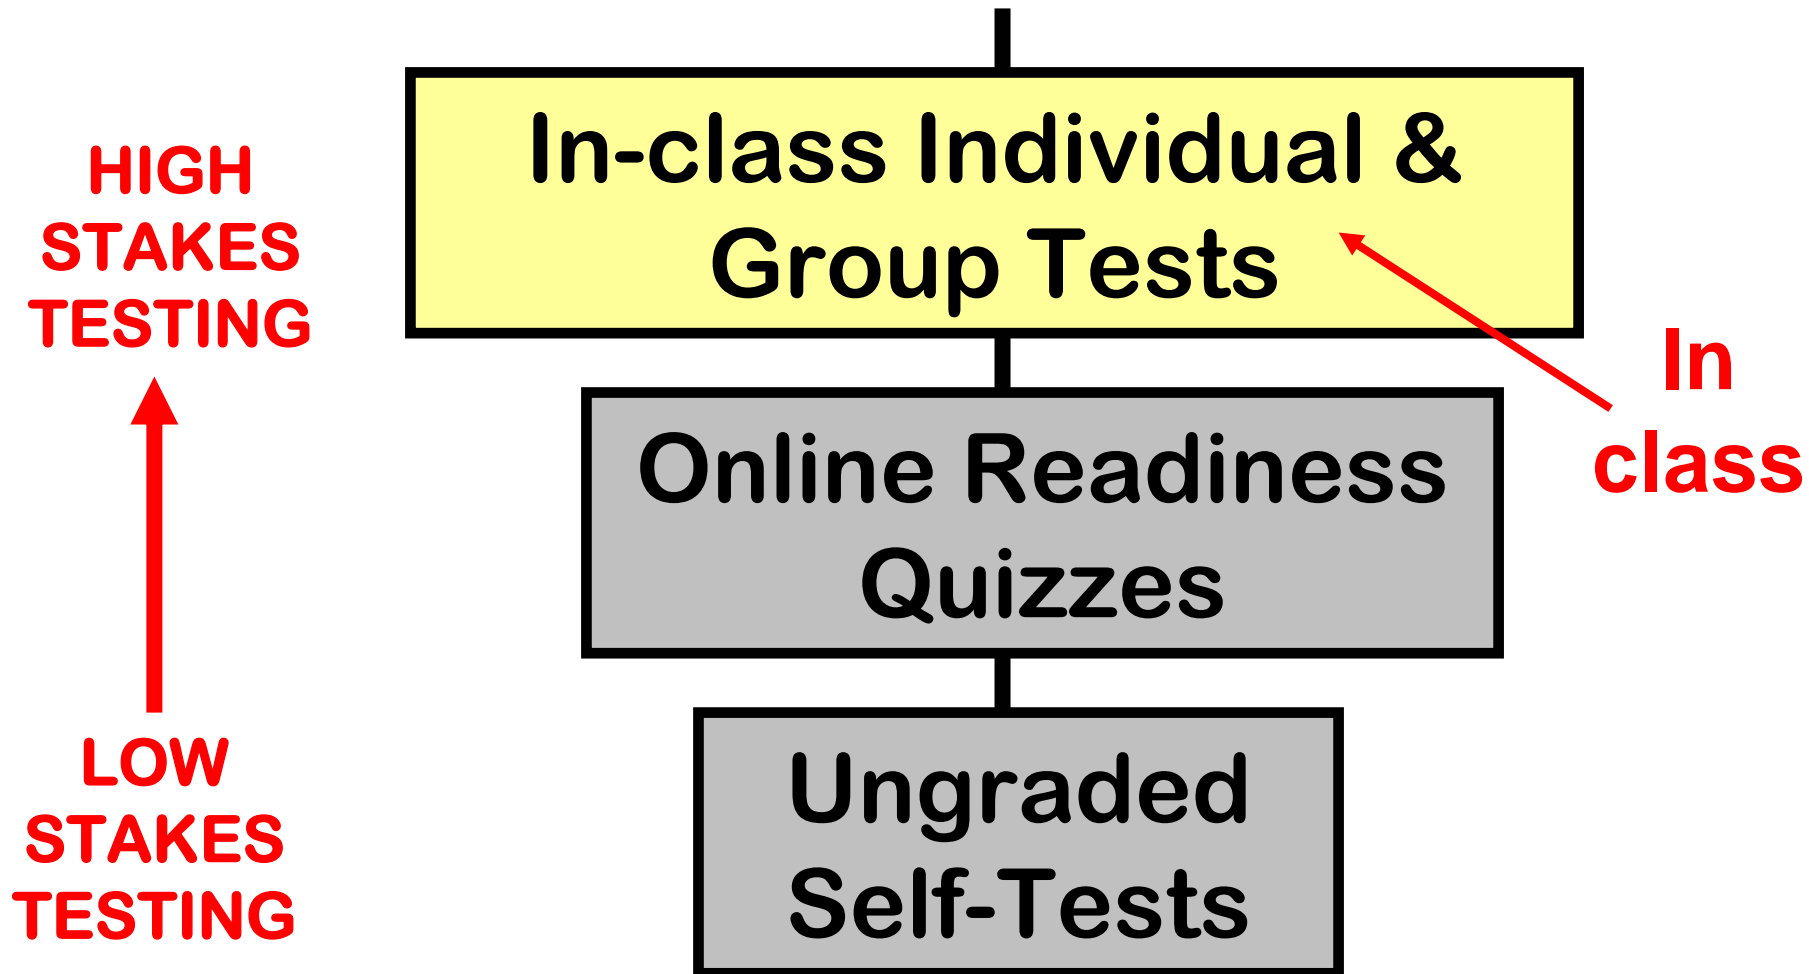 HIGH
STAKES
TESTING
In-class Individual &
Group Tests
In
class
Online Readiness
Quizzes
LOW
STAKES
TESTING
Ungraded
Self-Tests